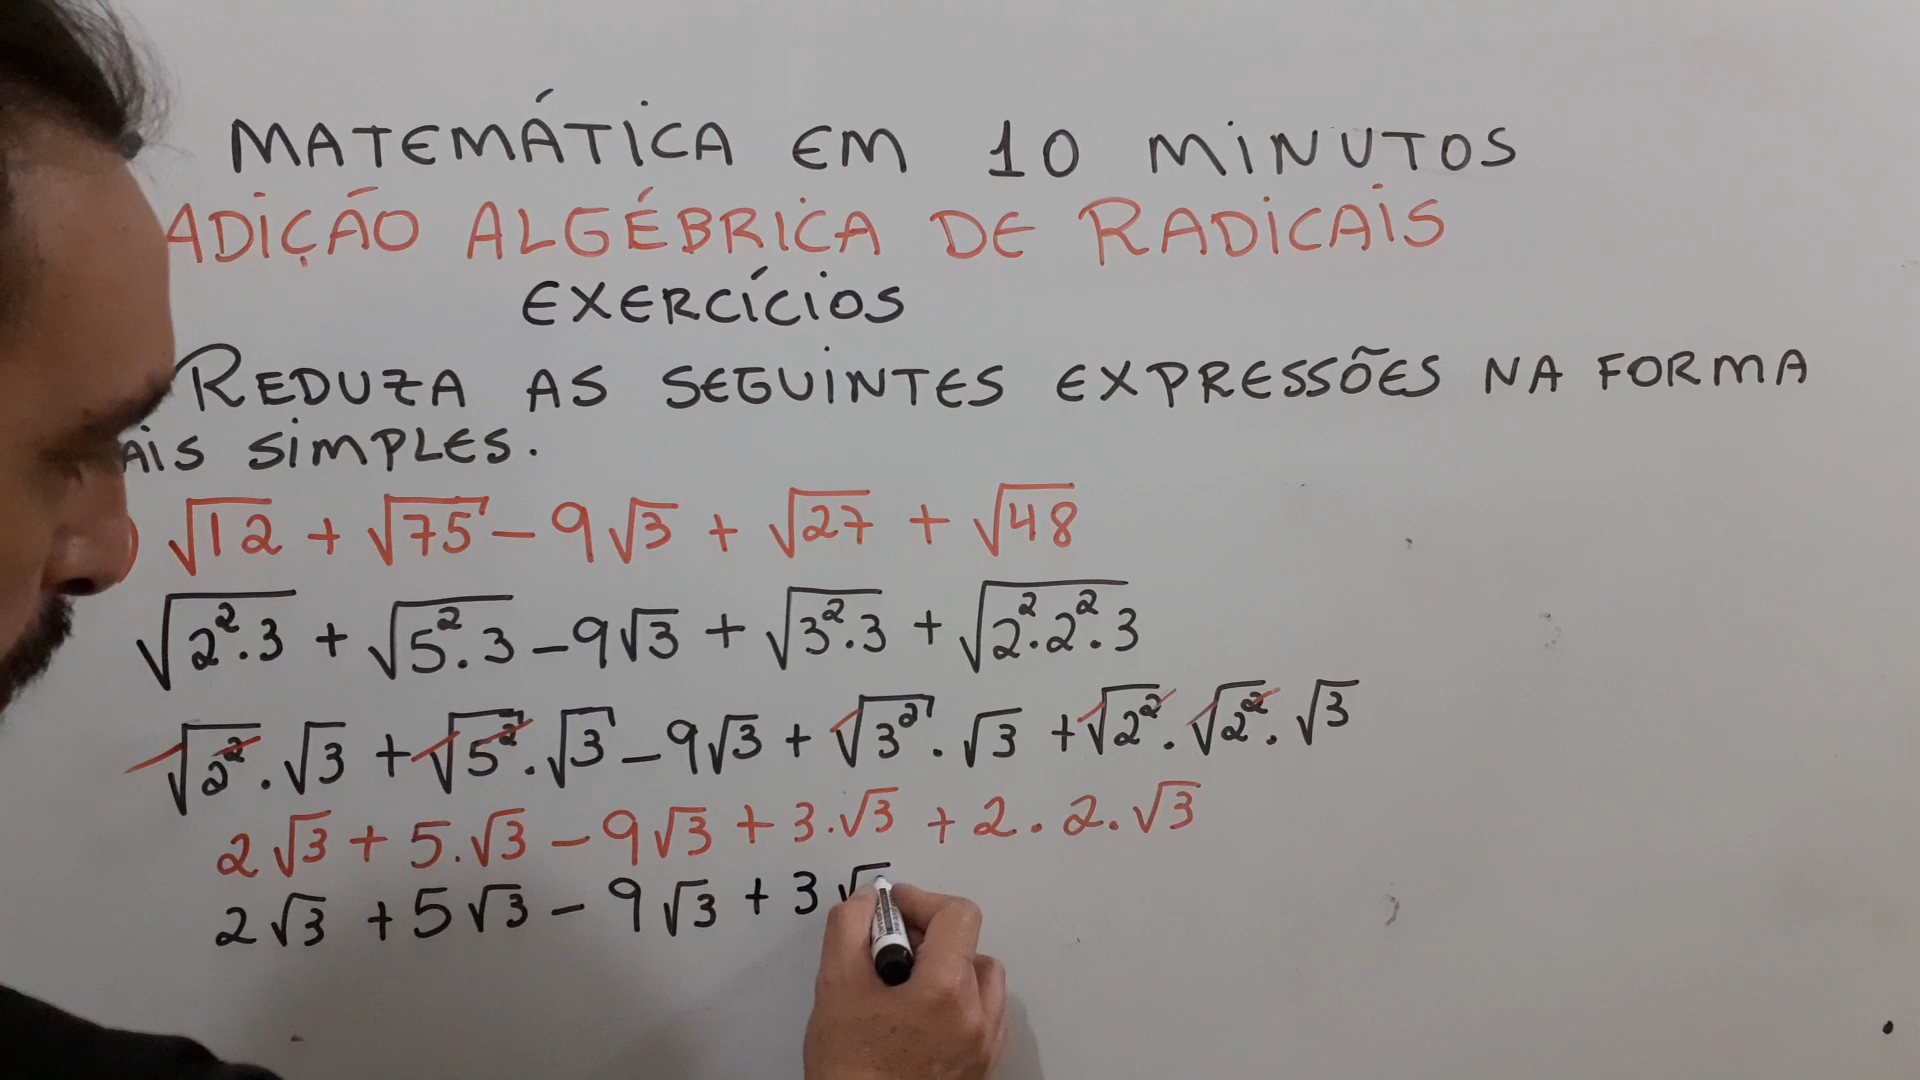 MATEMÁTICA EM 10 MINUTOS
ADIÇÃO ALGÉBRICA DE RADICAIS
EXERCÍCIOS
REDUZA AS SEGUINTES EXPRESSÕES NA FORMA
AIS SIMPLES.
) √12 + √75 - 9√3 + √27 + √48
√2².3 + √5².3 - 9√3 + √3².3 + √2².2².3
√2².√3 + √5².√3 - 9√3 + √3².√3 + √2².√2².√3
2√3 + 5.√3 - 9√3 + 3.√3 + 2.2.√3
2√3 + 5√3 - 9√3 + 3√